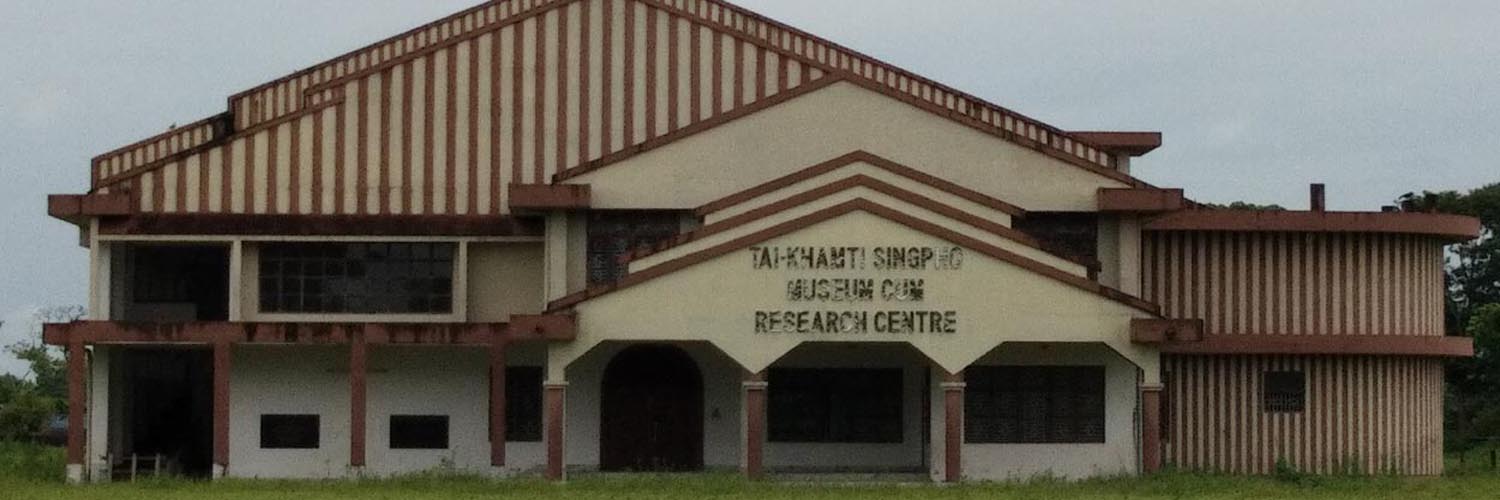 TAI-KHAMTI SINGPHO
MUSEUM CUM
RESEARCH CENTRE